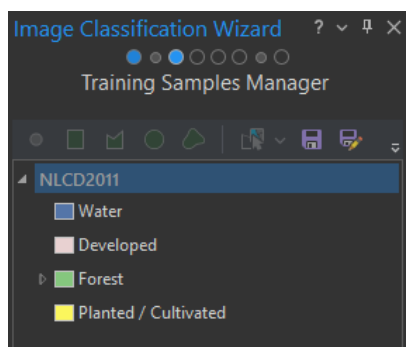 Image Classification Wizard ?
Training Samples Manager
NLCD2011
Water
Developed
Forest
Planted / Cultivated